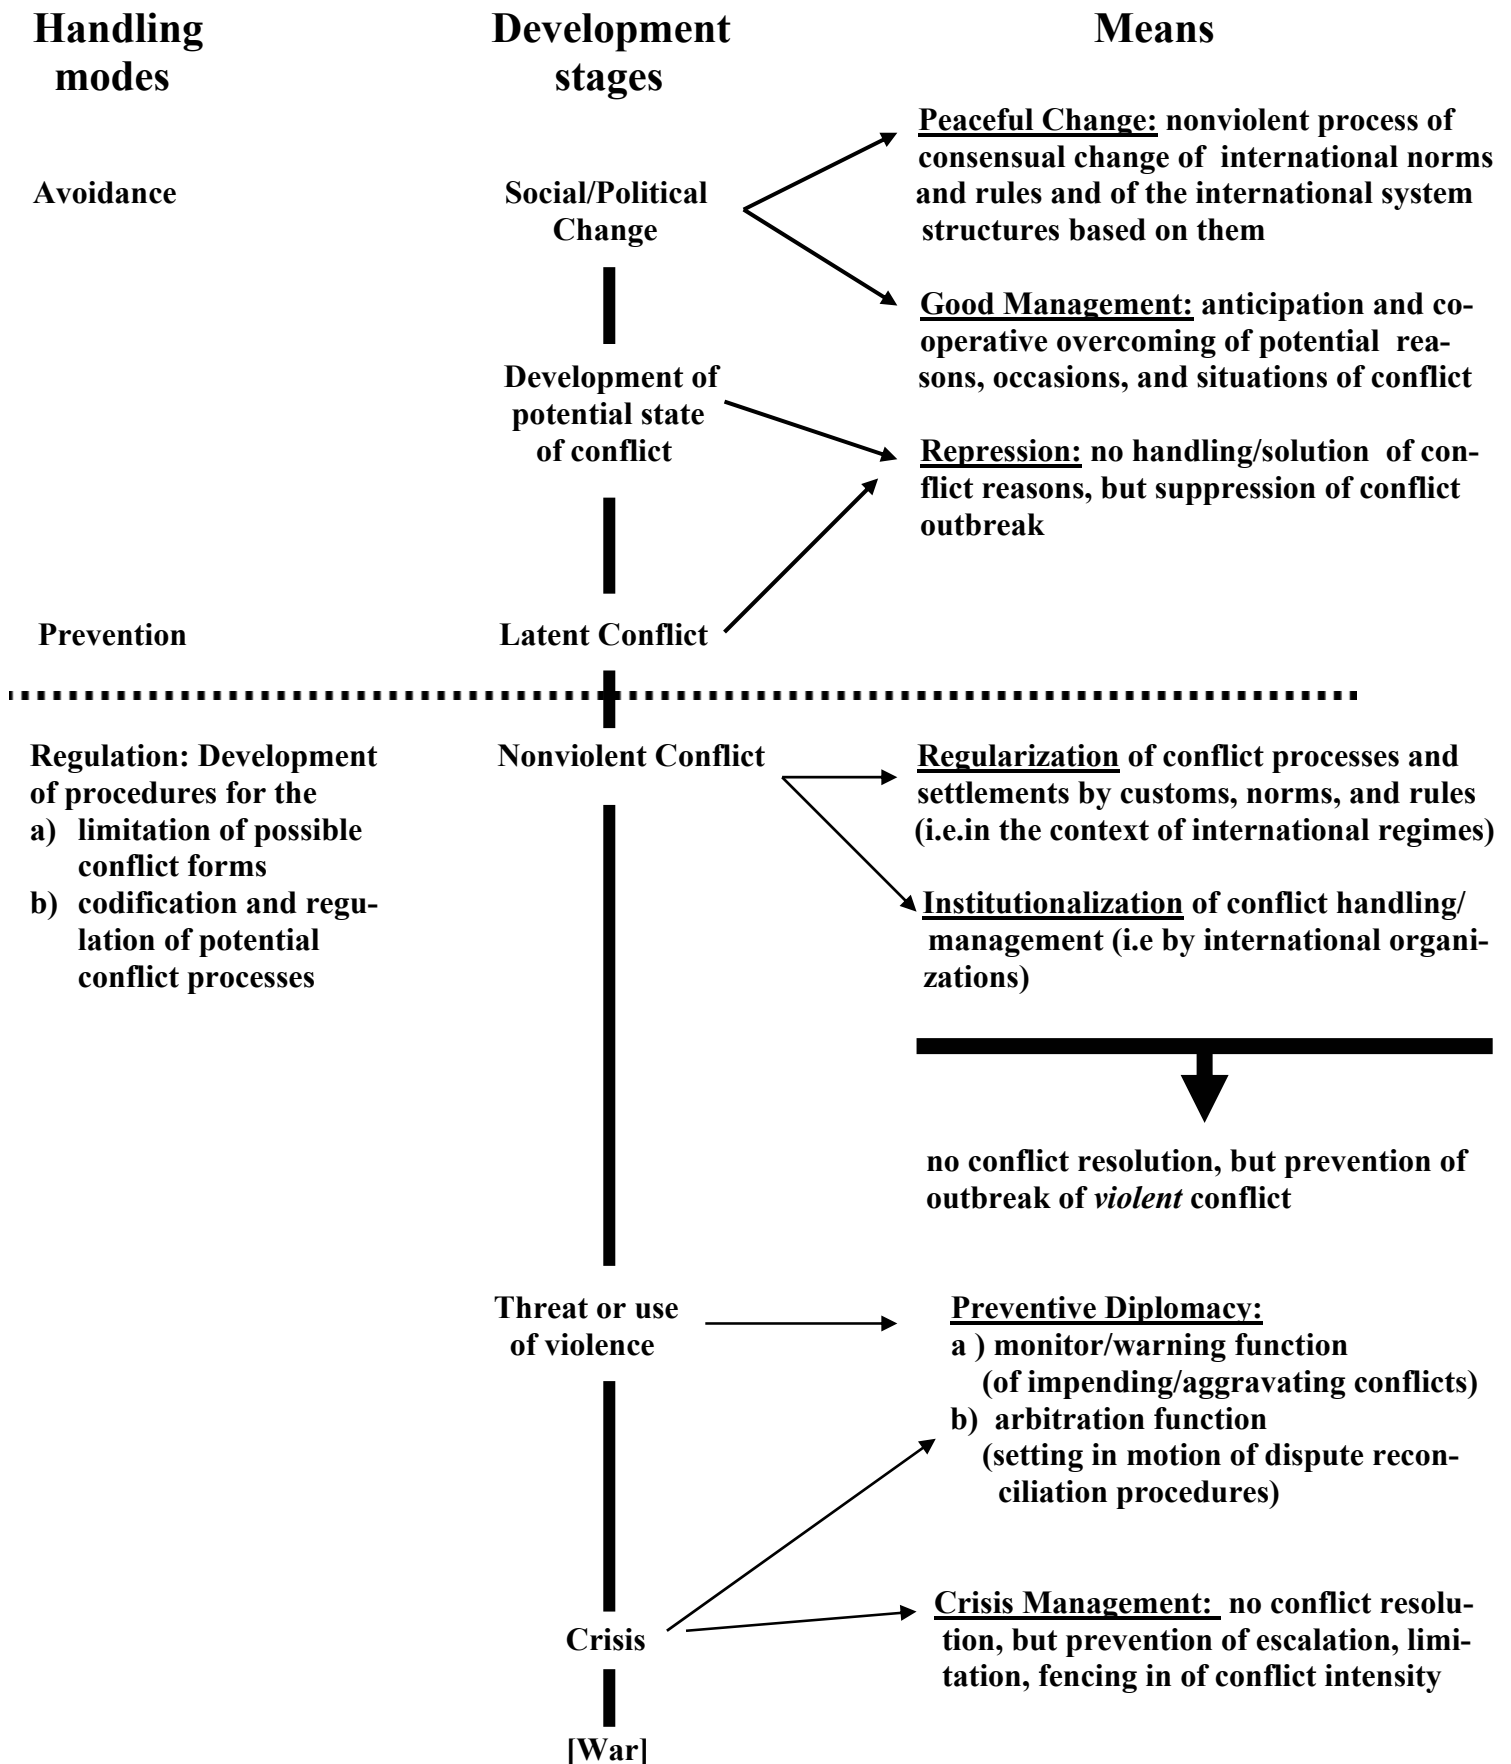 Handling
modes
Development
stages
Means
Avoidance
Social/Political
Change
Peaceful Change: nonviolent process of
consensual change of international norms
and rules and of the international system
structures based on them
Good Management: anticipation and co-
operative overcoming of potential rea-
sons, occasions, and situations of conflict
Development of
potential state
of conflict
Repression: no handling/solution of con-
flict reasons, but suppression of conflict
outbreak
Prevention
Latent Conflict
Regulation: Development
of procedures for the
a) limitation of possible
conflict forms
b) codification and regu-
lation of potential
conflict processes
Nonviolent Conflict
Regularization of conflict processes and
settlements by customs, norms, and rules
(i.e.in the context of international regimes)
Institutionalization of conflict handling/
management (i.e by international organi-
zations)
no conflict resolution, but prevention of
outbreak of violent conflict
Threat or use
of violence
Preventive Diplomacy:
a ) monitor/warning function
(of impending/aggravating conflicts)
b) arbitration function
(setting in motion of dispute recon-
ciliation procedures)
Crisis
Crisis Management: no conflict resolu-
tion, but prevention of escalation, limi-
tation, fencing in of conflict intensity
[War]